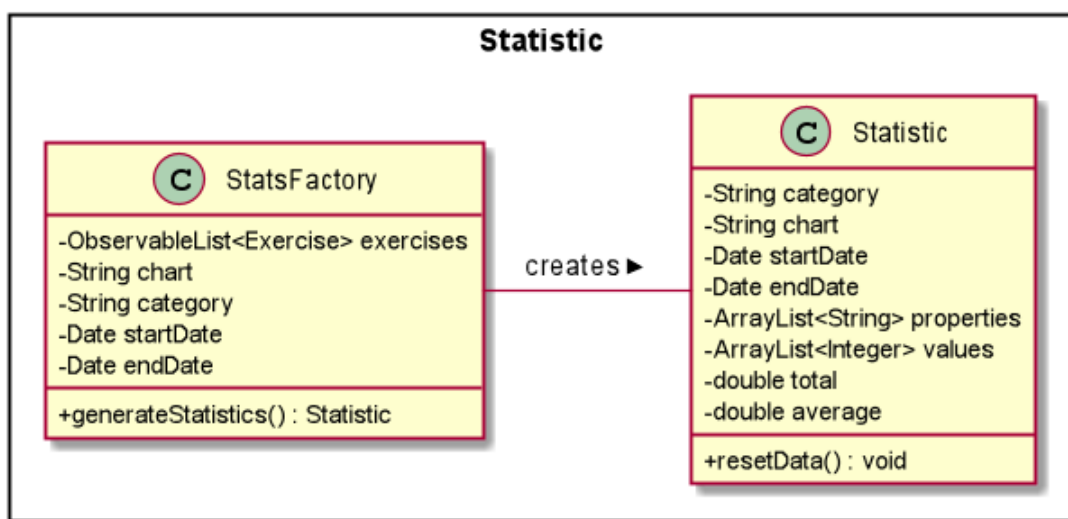 Statistic
C StatsFactory
-ObservableList<Exercise> exercises
-String chart
-String category
-Date startDate
-Date endDate
+generateStatistics() : Statistic
creates►
C Statistic
-String category
-String chart
-Date startDate
-Date endDate
-ArrayList<String> properties
-ArrayList<Integer> values
-double total
-double average
+resetData() : void